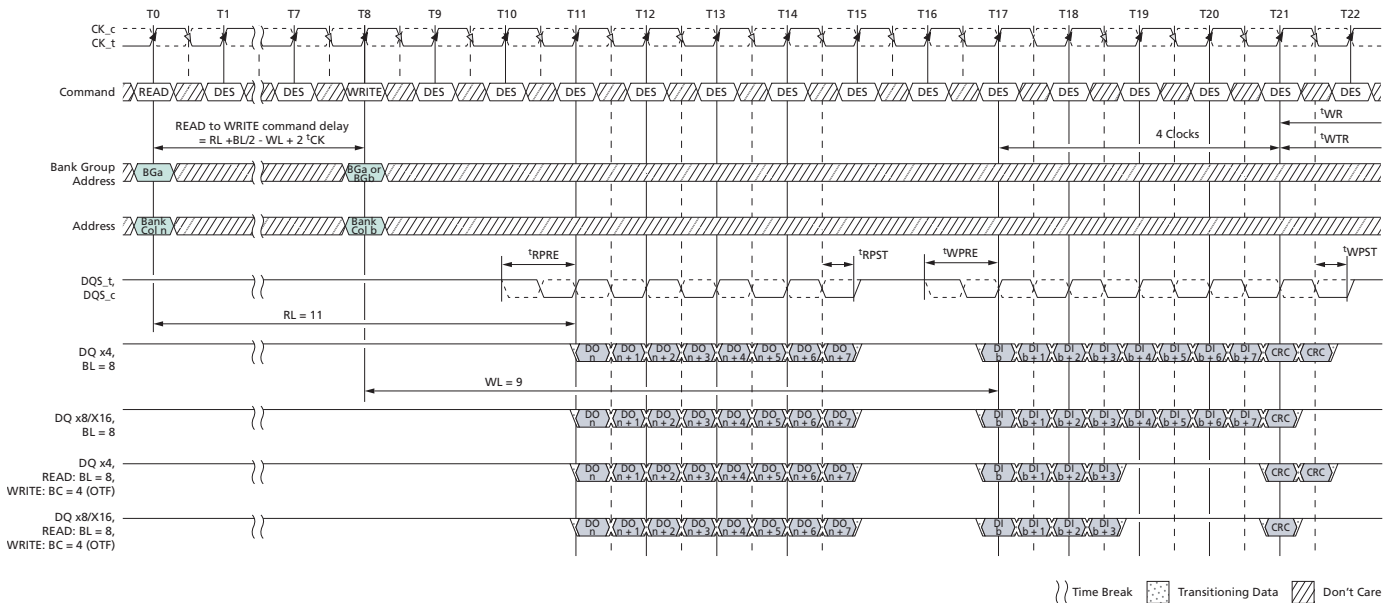 T0 T1 T7 T8 T9 T10 T11 T12 T13 T14 T15 T16 T17 T18 T19 T20 T21 T22
CK_c
CK_t
Command READ DES DES WRITE DES DES DES DES DES DES DES DES DES DES DES DES DES DES
READ to WRITE command delay
= RL +BL/2 - WL + 2 tCK
4 Clocks
tWR
tWTR
Bank Group
Address
BGa
BGa or
BGb
Address
Bank
Col n
Bank
Col b
tRPRE tRPST tWPRE tWPST
DQS_t,
DQS_c
RL = 11
DQ x4,
BL = 8
DO n DO n + 1 DO n + 2 DO n + 3 DO n + 4 DO n + 5 DO n + 6 DO n + 7 DI b DI b + 1 DI b + 2 DI b + 3 DI b + 4 DI b + 5 DI b + 6 DI b + 7 CRC CRC
WL = 9
DQ x8/X16,
BL = 8
DO n DO n + 1 DO n + 2 DO n + 3 DO n + 4 DO n + 5 DO n + 6 DO n + 7 DI b DI b + 1 DI b + 2 DI b + 3 DI b + 4 DI b + 5 DI b + 6 DI b + 7 CRC
DQ x4,
READ: BL = 8,
WRITE: BC = 4 (OTF)
DO n DO n + 1 DO n + 2 DO n + 3 DO n + 4 DO n + 5 DO n + 6 DO n + 7 DI b DI b + 1 DI b + 2 DI b + 3 CRC CRC
DQ x8/X16,
READ: BL = 8,
WRITE: BC = 4 (OTF)
DO n DO n + 1 DO n + 2 DO n + 3 DO n + 4 DO n + 5 DO n + 6 DO n + 7 DI b DI b + 1 DI b + 2 DI b + 3 CRC
Time Break Transitioning Data Don't Care